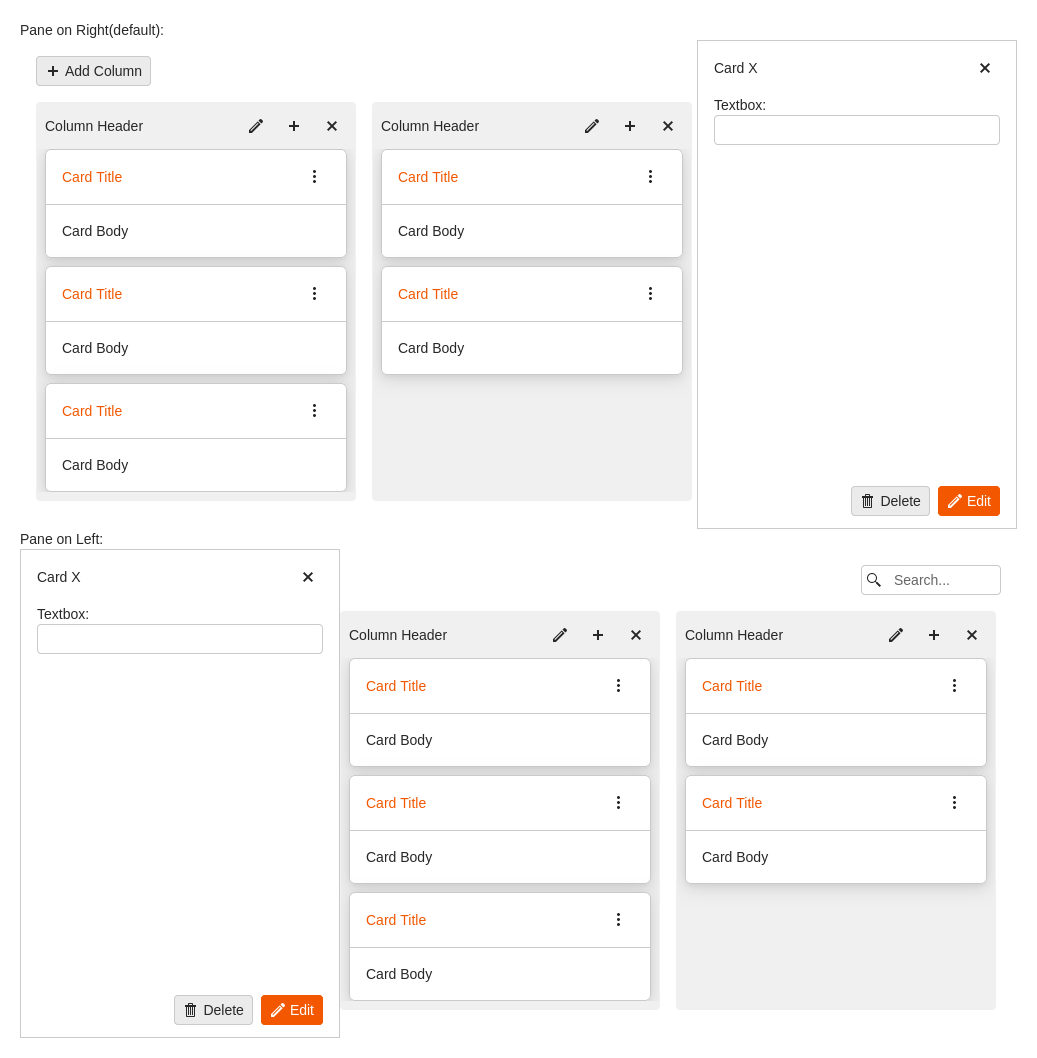 Pane on Right(default):
Add Column
Column Header
Card Title
Card Body
Card Title
Card Body
Card Title
Card Body
Column Header
Card Title
Card Body
Card Title
Card Body
Card X
Textbox:
Delete
Edit
Pane on Left:
Card X
Textbox:
Delete
Edit
Search...
Column Header
Card Title
Card Body
Card Title
Card Body
Card Title
Card Body
Column Header
Card Title
Card Body
Card Title
Card Body